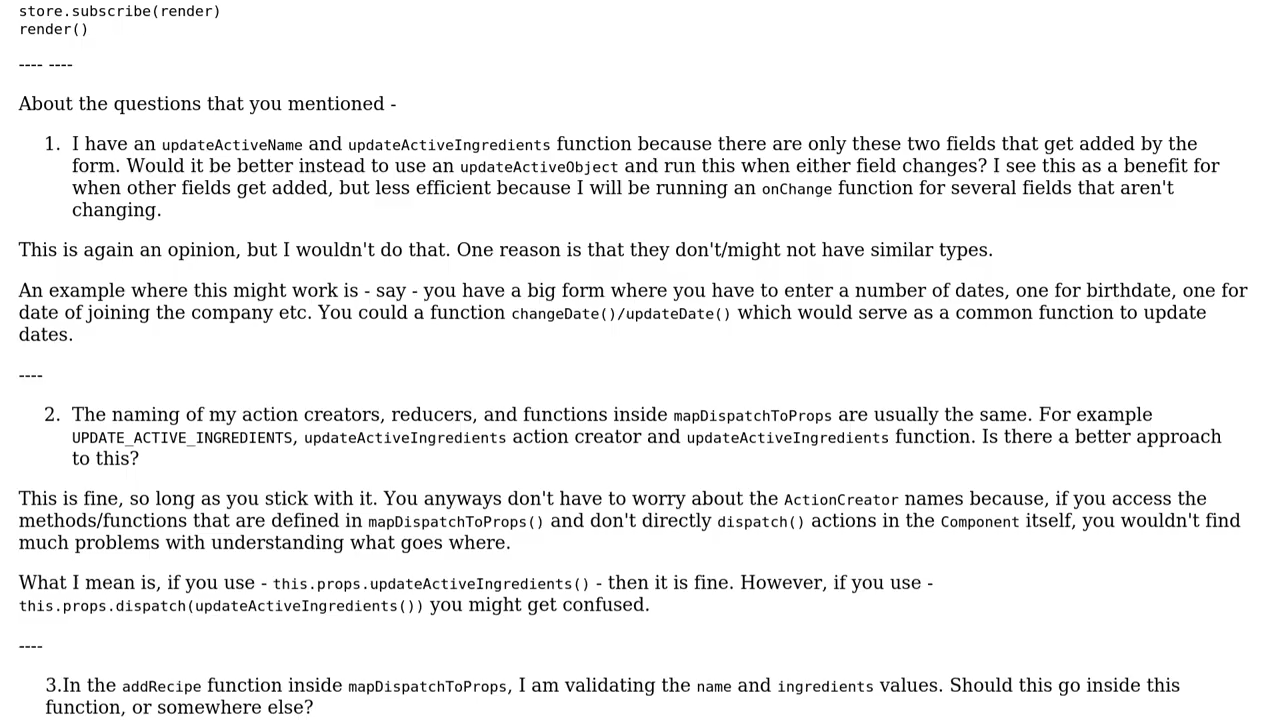 store.subscribe(render)
render()
---- ----
About the questions that you mentioned -
1. I have an updateActiveName and updateActiveIngredients function because there are only these two fields that get added by the
form. Would it be better instead to use an updateActiveObject and run this when either field changes? I see this as a benefit for
when other fields get added, but less efficient because I will be running an onChange function for several fields that aren't
changing.
This is again an opinion, but I wouldn't do that. One reason is that they don't/might not have similar types.
An example where this might work is - say - you have a big form where you have to enter a number of dates, one for birthdate, one for
date of joining the company etc. You could a function changeDate()/updateDate() which would serve as a common function to update
dates.
----
2. The naming of my action creators, reducers, and functions inside mapDispatchToProps are usually the same. For example
UPDATE_ACTIVE_INGREDIENTS, updateActiveIngredients action creator and updateActiveIngredients function. Is there a better approach
to this?
This is fine, so long as you stick with it. You anyways don't have to worry about the ActionCreator names because, if you access the
methods/functions that are defined in mapDispatchToProps() and don't directly dispatch() actions in the Component itself, you wouldn't find
much problems with understanding what goes where.
What I mean is, if you use - this.props.updateActiveIngredients() - then it is fine. However, if you use -
this.props.dispatch(updateActiveIngredients()) you might get confused.
----
3.In the addRecipe function inside mapDispatchToProps, I am validating the name and ingredients values. Should this go inside this
function, or somewhere else?